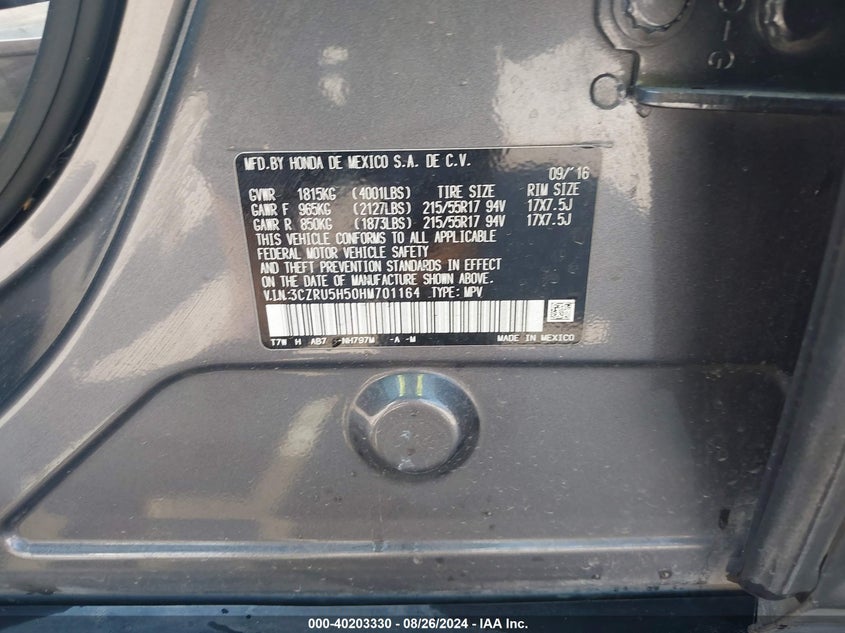 MFD.BY HONDA DE MEXICO S.A. DE C.V.
09/'16
GVWR 1815KG (4001LBS) TIRE SIZE RIM SIZE
GAWR F 965KG (2127LBS) 215/55R17 94V 17X7.5J
GAWR R 850KG (1873LBS) 215/55R17 94V 17X7.5J
THIS VEHICLE CONFORMS TO ALL APPLICABLE
FEDERAL MOTOR VEHICLE SAFETY
AND THEFT PREVENTION STANDARDS IN EFFECT
ON THE DATE OF MANUFACTURE SHOWN ABOVE.
V.I.N.3CZRU5H50HM701164 TYPE: MPV
T7W H AB7 NH797M -A -M MADE IN MEXICO
000-40203330 - 08/26/2024 - IAA Inc.